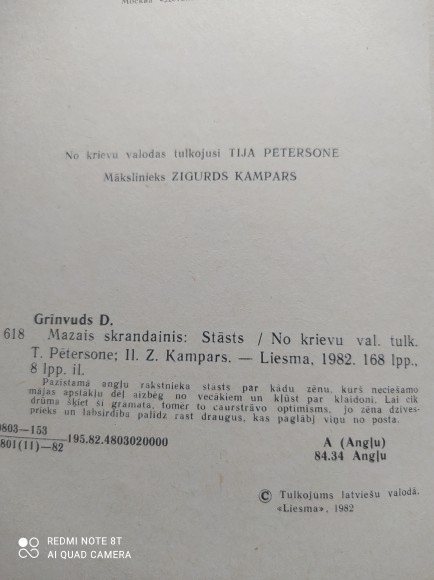 Москва
No krievu valodas tulkojusi TIJA PĒTERSONE
Mākslinieks ZIGURDS KAMPARS
Grīnvuds D.
618 Mazais skrandainis: Stāsts / No krievu val. tulk.
T. Pētersone; Il. Z. Kampars. — Liesma, 1982. 168 lpp.,
8 lpp. il.
Pazīstamā angļu rakstnieka stāsts par kādu zēnu, kurš neciešamo
mājas apstākļu dēļ aizbēg no vecākiem un kļūst par klaidoni. Lai cik
drūma šķiet šī grāmata, tomēr to caurstrāvo optimisms, jo zēna dzīves-
prieks un labsirdība palīdz rast draugus, kas paglābj viņu no posta.
0803—153
801(11)—82 —195.82.4803020000
A (Angļu)
84.34 Angļu
© Tulkojums latviešu valodā.
«Liesma», 1982
REDMI NOTE 8T
AI QUAD CAMERA